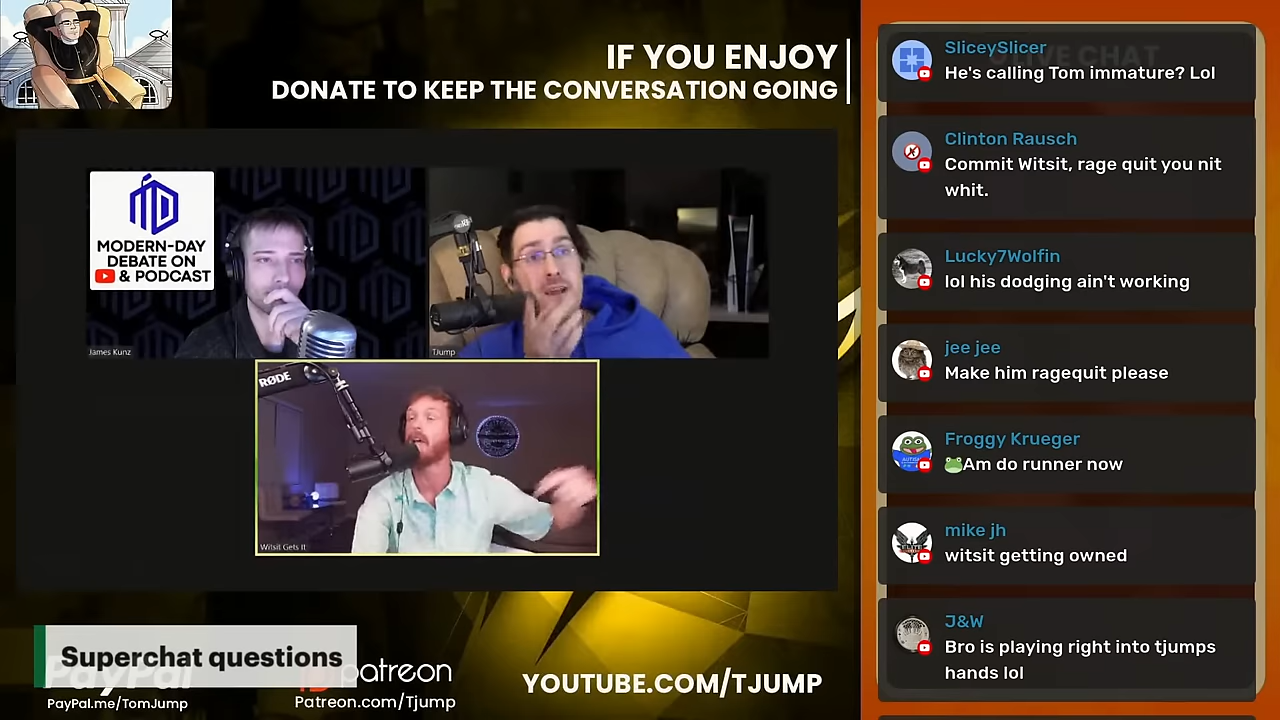 IF YOU ENJOY
DONATE TO KEEP THE CONVERSATION GOING
MODERN-DAY
DEBATE ON
& PODCAST
James Kunz
TJump
RØDE
Witsit Gets It
Superchat questions
PayPal
PayPal.me/TomJump
patreon
Patreon.com/Tjump
YOUTUBE.COM/TJUMP
LIVE CHAT
SliceySlicer
He's calling Tom immature? Lol
Clinton Rausch
Commit Witsit, rage quit you nit
whit.
Lucky7Wolfin
lol his dodging ain't working
jee jee
Make him ragequit please
Froggy Krueger
🐸Am do runner now
mike jh
witsit getting owned
J&W
Bro is playing right into tjumps
hands lol